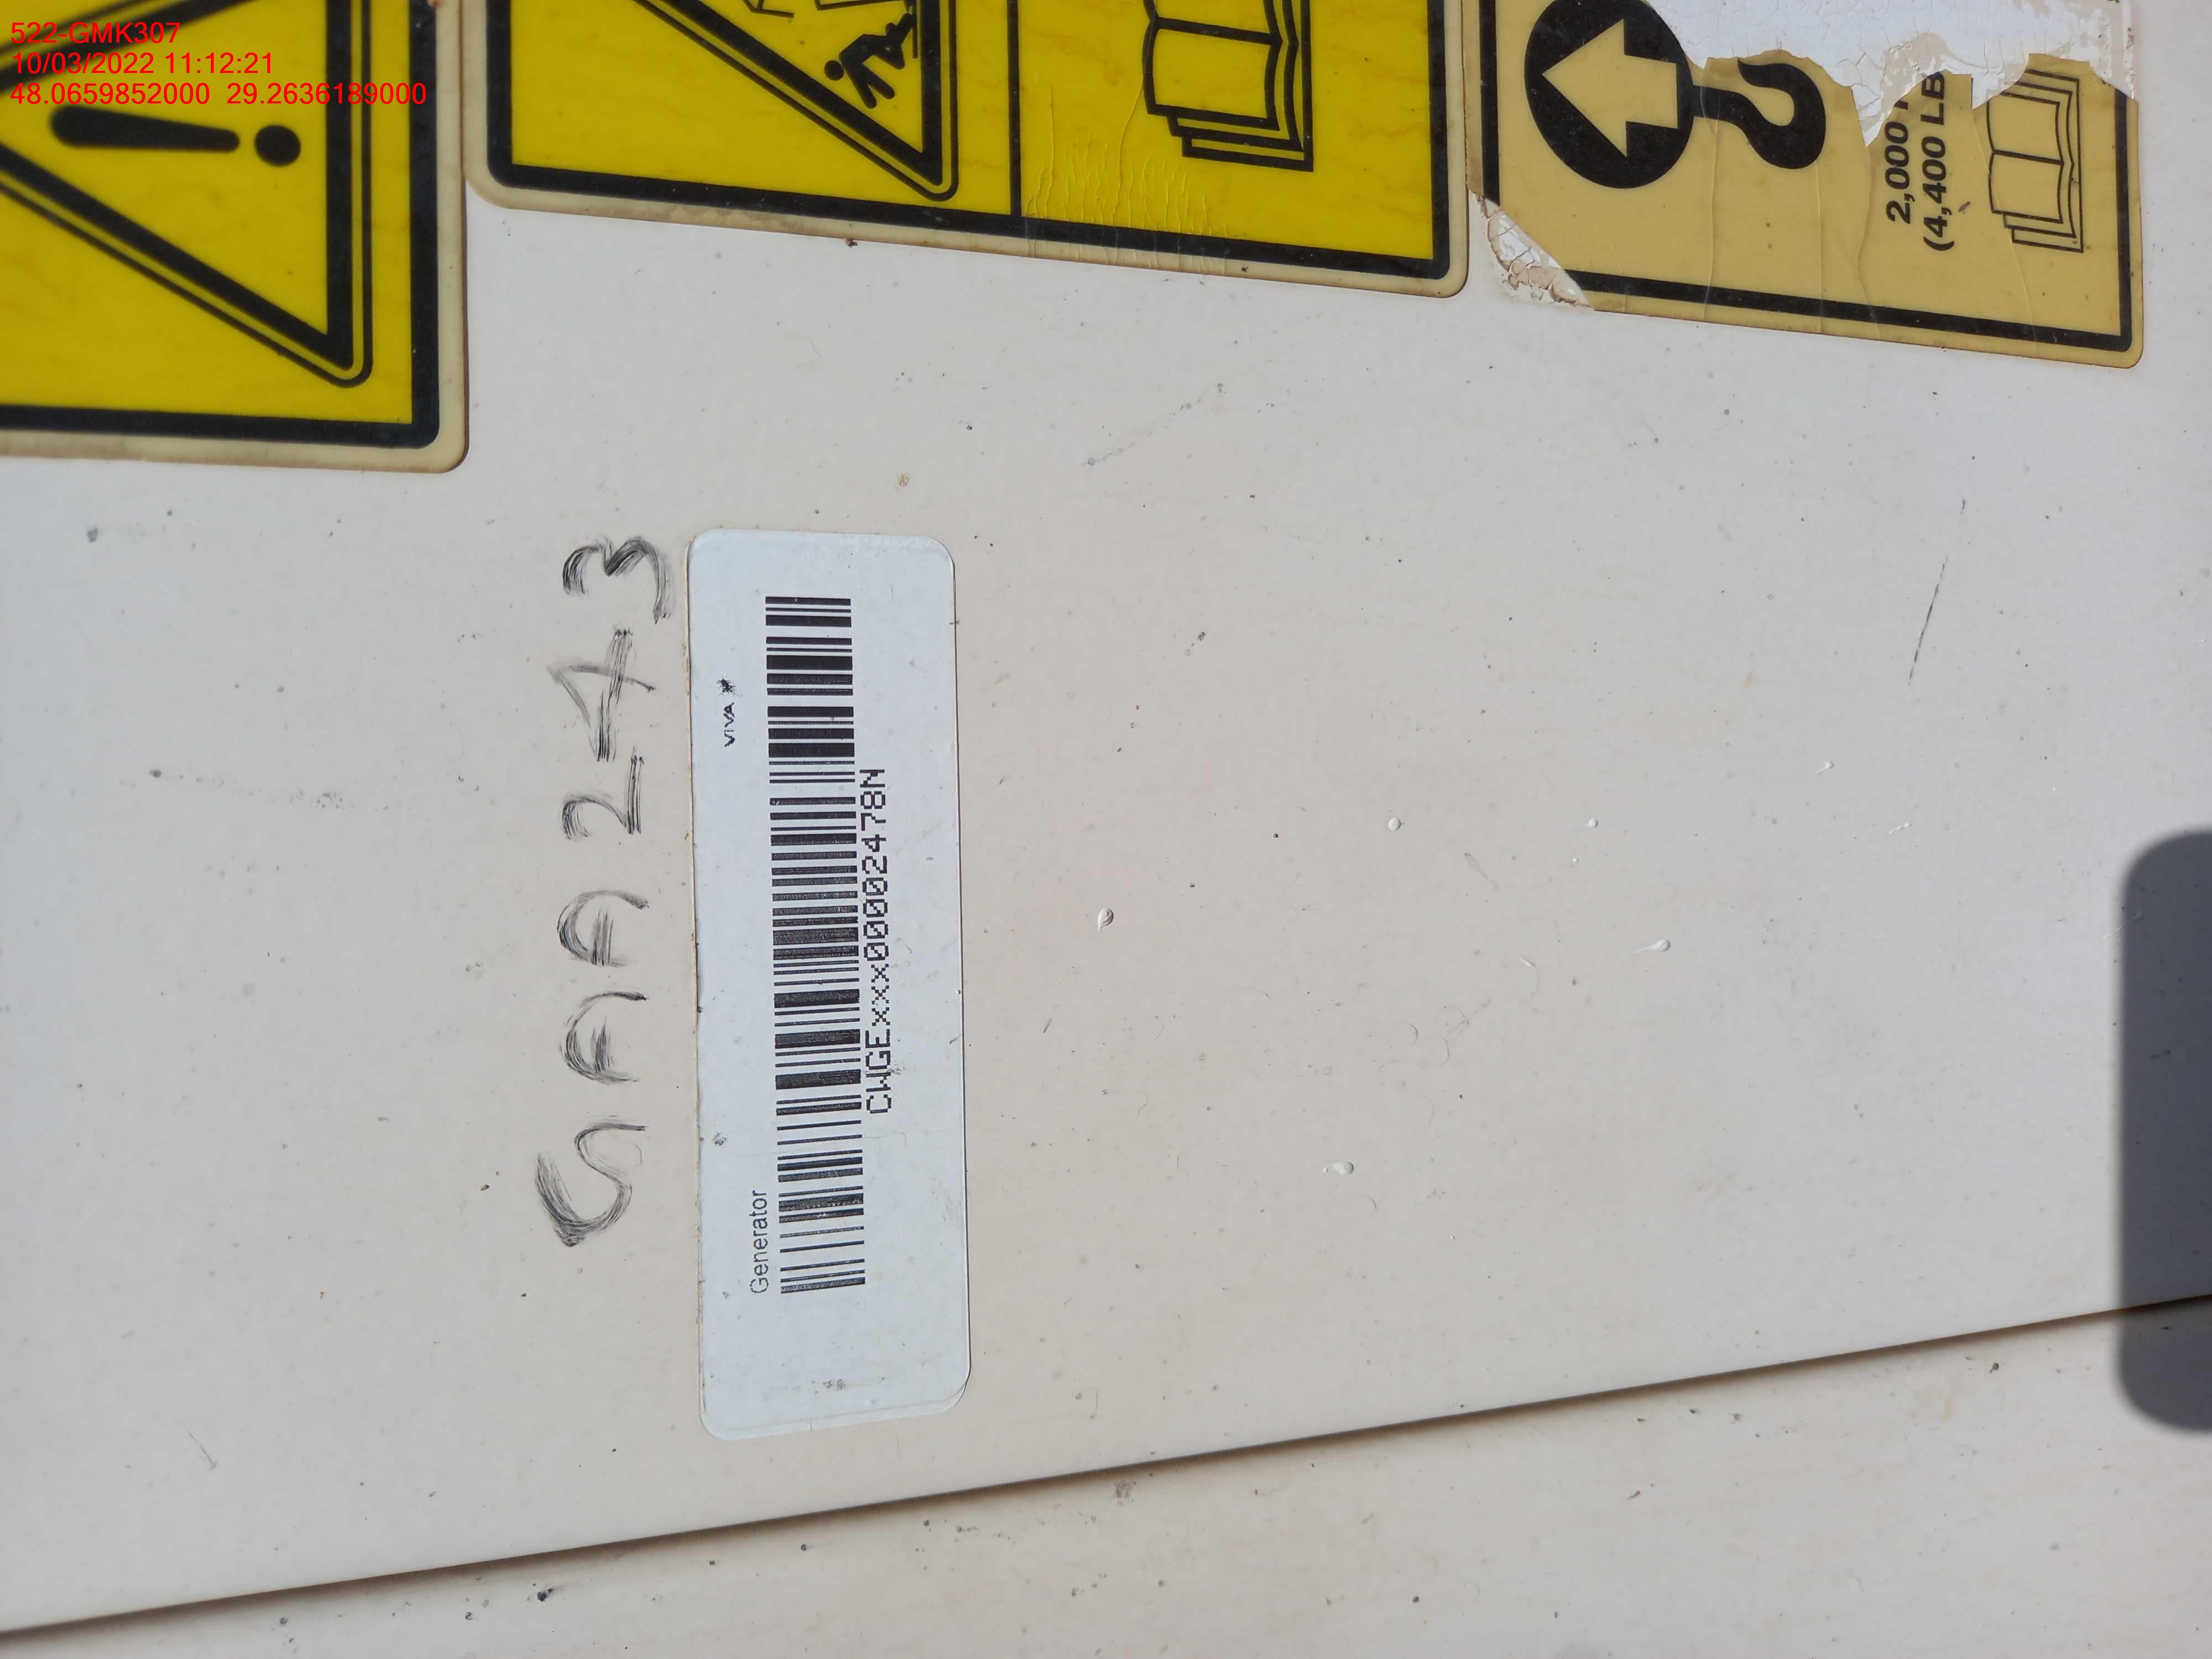 522-GMK307
10/03/2022 11:12:21
48.0659852000 29.2636189000
2,000
(4,400 LB
GAA243
VIVA
Generator
CWGExxx00002478N